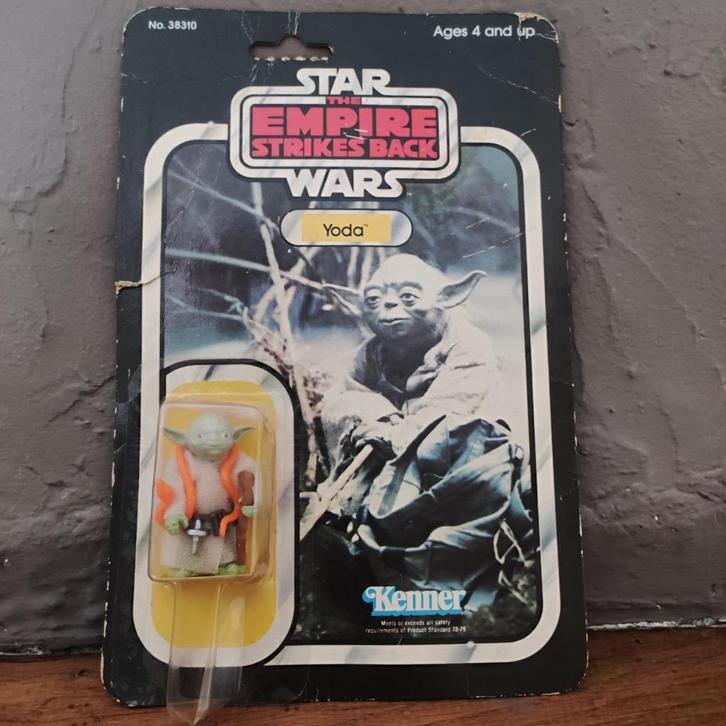 No. 38310
Ages 4 and up
STAR
THE
EMPIRE
STRIKES BACK
WARS
Yoda™
Kenner
Meets or exceeds all safety
requirements of Product Standard 72-76